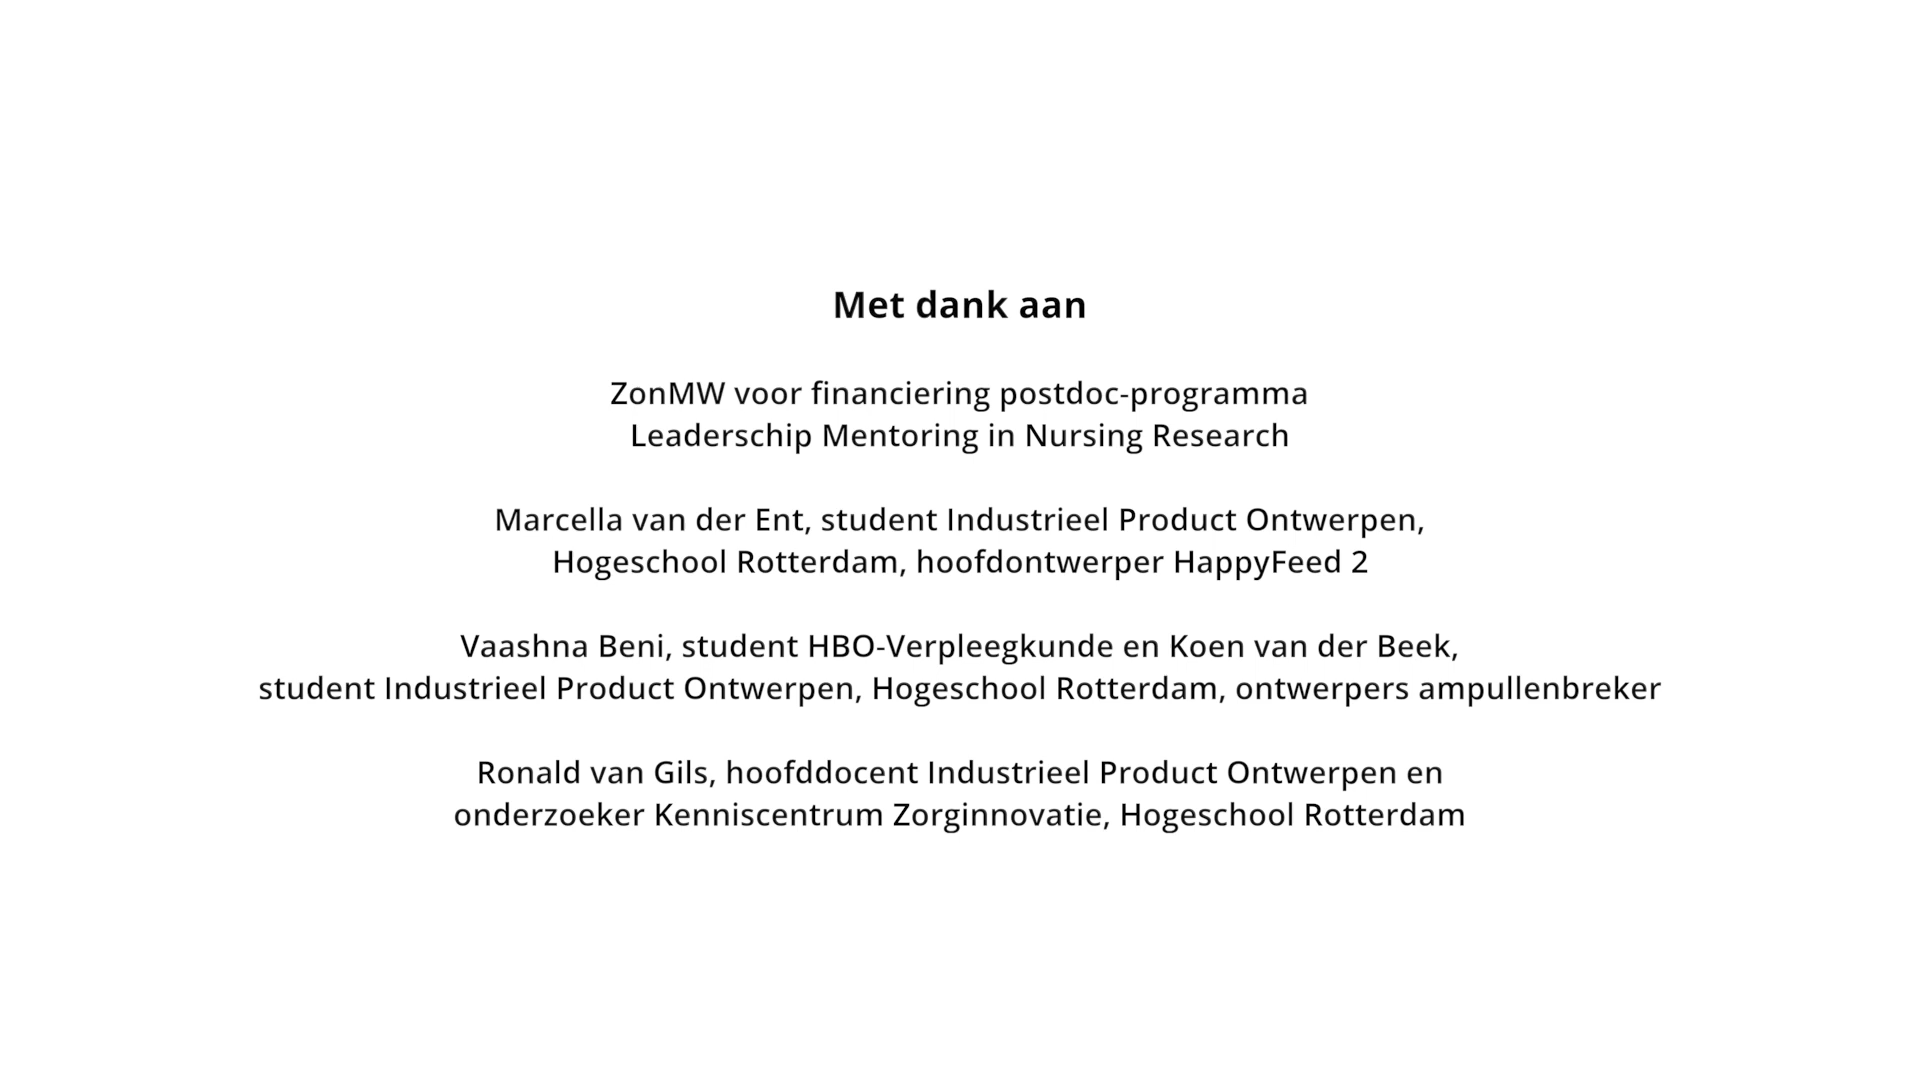 Met dank aan
ZonMW voor financiering postdoc-programma
Leaderschip Mentoring in Nursing Research
Marcella van der Ent, student Industrieel Product Ontwerpen,
Hogeschool Rotterdam, hoofdontwerper HappyFeed 2
Vaashna Beni, student HBO-Verpleegkunde en Koen van der Beek,
student Industrieel Product Ontwerpen, Hogeschool Rotterdam, ontwerpers ampullenbreker
Ronald van Gils, hoofddocent Industrieel Product Ontwerpen en
onderzoeker Kenniscentrum Zorginnovatie, Hogeschool Rotterdam